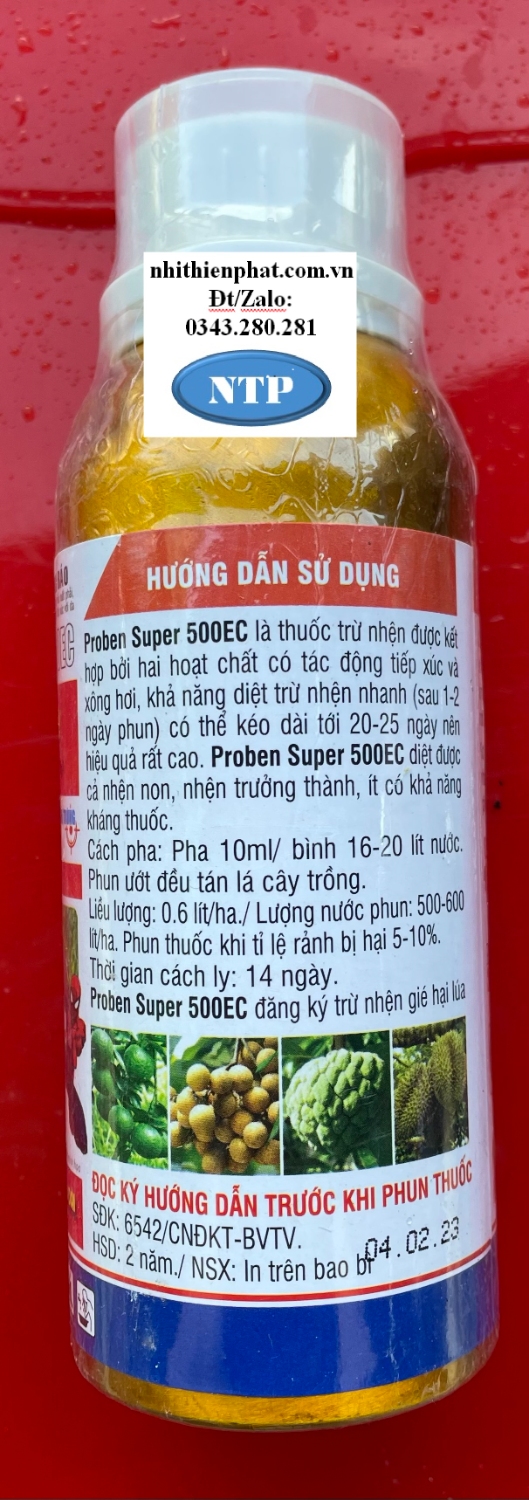 nhithienphat.com.vn
Đt/Zalo:
0343.280.281
NTP
HƯỚNG DẪN SỬ DỤNG
Proben Super 500EC là thuốc trừ nhện được kết
hợp bởi hai hoạt chất có tác động tiếp xúc và
xông hơi, khả năng diệt trừ nhện nhanh (sau 1-2
ngày phun) có thể kéo dài tới 20-25 ngày nên
hiệu quả rất cao. Proben Super 500EC diệt được
cả nhện non, nhện trưởng thành, ít có khả năng
kháng thuốc.
Cách pha: Pha 10ml/ bình 16-20 lít nước.
Phun ướt đều tán lá cây trồng.
Liều lượng: 0.6 lít/ha./ Lượng nước phun: 500-600
lít/ha. Phun thuốc khi tỉ lệ rảnh bị hại 5-10%.
Thời gian cách ly: 14 ngày.
Proben Super 500EC đăng ký trừ nhện gié hại lúa
ĐỌC KỸ HƯỚNG DẪN TRƯỚC KHI PHUN THUỐC
SĐK: 6542/CNĐKT-BVTV.
HSD: 2 năm./ NSX: In trên bao bì
04.02.23
EC